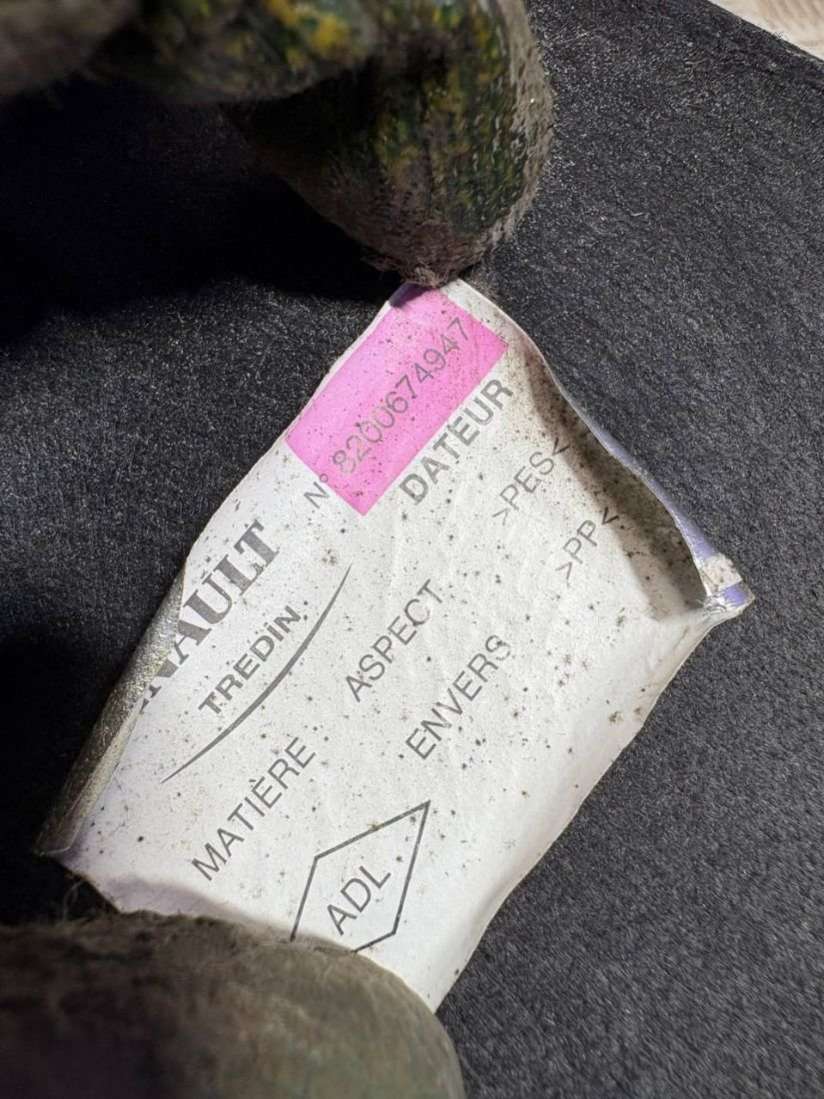 NAULT
N° 8200674947
TREDIN.
DATEUR
MATIÈRE ASPECT >PES<
ENVERS >PP<
ADL